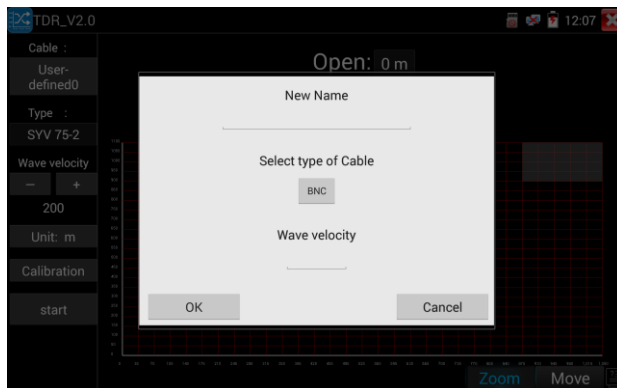 TDR_V2.0
12:07
Cable :
User-
defined0
Type :
SYV 75-2
Wave velocity
— +
200
Unit: m
Calibration
start
Open: 0 m
New Name
Select type of Cable
BNC
Wave velocity
OK Cancel
Zoom Move